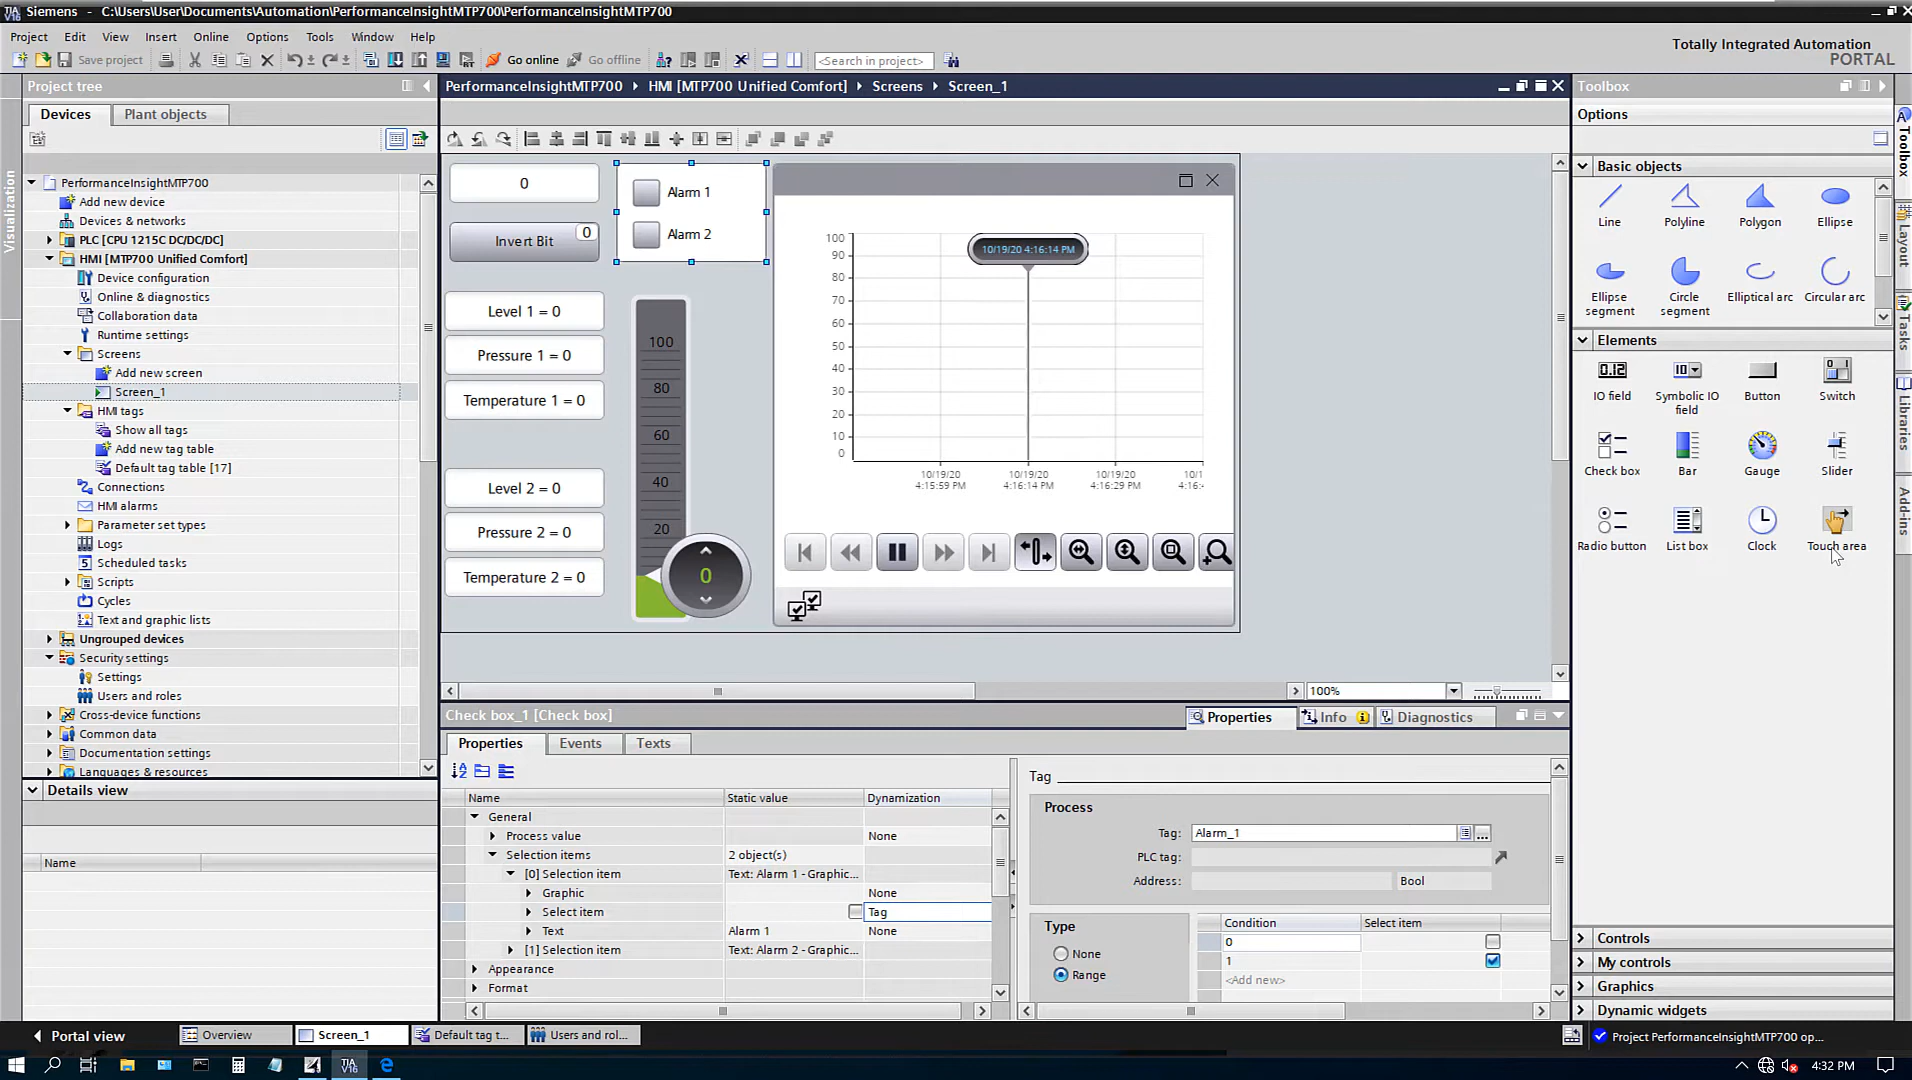 Siemens - C:\Users\User\Documents\Automation\PerformanceInsightMTP700\PerformanceInsightMTP700
TIA
V16
Project Edit View Insert Online Options Tools Window Help
Totally Integrated Automation
PORTAL
Save project
Go online
Go offline
<Search in project>
Project tree
PerformanceInsightMTP700 HMI [MTP700 Unified Comfort] Screens Screen_1
Toolbox
Devices
Plant objects
Options
Visualization
PerformanceInsightMTP700
Add new device
Devices & networks
PLC [CPU 1215C DC/DC/DC]
HMI [MTP700 Unified Comfort]
Device configuration
Online & diagnostics
Collaboration data
Runtime settings
Screens
Add new screen
Screen_1
HMI tags
Show all tags
Add new tag table
Default tag table [17]
Connections
HMI alarms
Parameter set types
Logs
Scheduled tasks
Scripts
Cycles
Text and graphic lists
Ungrouped devices
Security settings
Settings
Users and roles
Cross-device functions
Common data
Documentation settings
Languages & resources
Details view
Name
0
Invert Bit
0
Alarm 1
Alarm 2
Level 1 = 0
Pressure 1 = 0
Temperature 1 = 0
Level 2 = 0
Pressure 2 = 0
Temperature 2 = 0
100
80
60
40
20
0
10/19/20 4:16:14 PM
100
90
80
70
60
50
40
30
20
10
0
10/19/20 10/19/20 10/19/20 10/1
4:15:59 PM 4:16:14 PM 4:16:29 PM 4:16:4
100%
Basic objects
Line Polyline Polygon Ellipse
Ellipse segment
Circle segment
Elliptical arc Circular arc
Elements
IO field
Symbolic IO field
Button Switch
Check box Bar Gauge Slider
Radio button List box Clock Touch area
Controls
My controls
Graphics
Dynamic widgets
Toolbox
Layout
Tasks
Libraries
Add-ins
Check box_1 [Check box]
Properties
Info
Diagnostics
Properties Events Texts
Name Static value Dynamization
General
Process value None
Selection items 2 object(s)
[0] Selection item Text: Alarm 1 - Graphic...
Graphic None
Select item Tag
Text Alarm 1 None
[1] Selection item Text: Alarm 2 - Graphic...
Appearance
Format
Tag
Process
Tag: Alarm_1
PLC tag:
Address: Bool
Type
None
Range
Condition Select item
0
1
<Add new>
Portal view
Overview
Screen_1
Default tag t...
Users and rol...
Project PerformanceInsightMTP700 op...
TIA
V16
4:32 PM